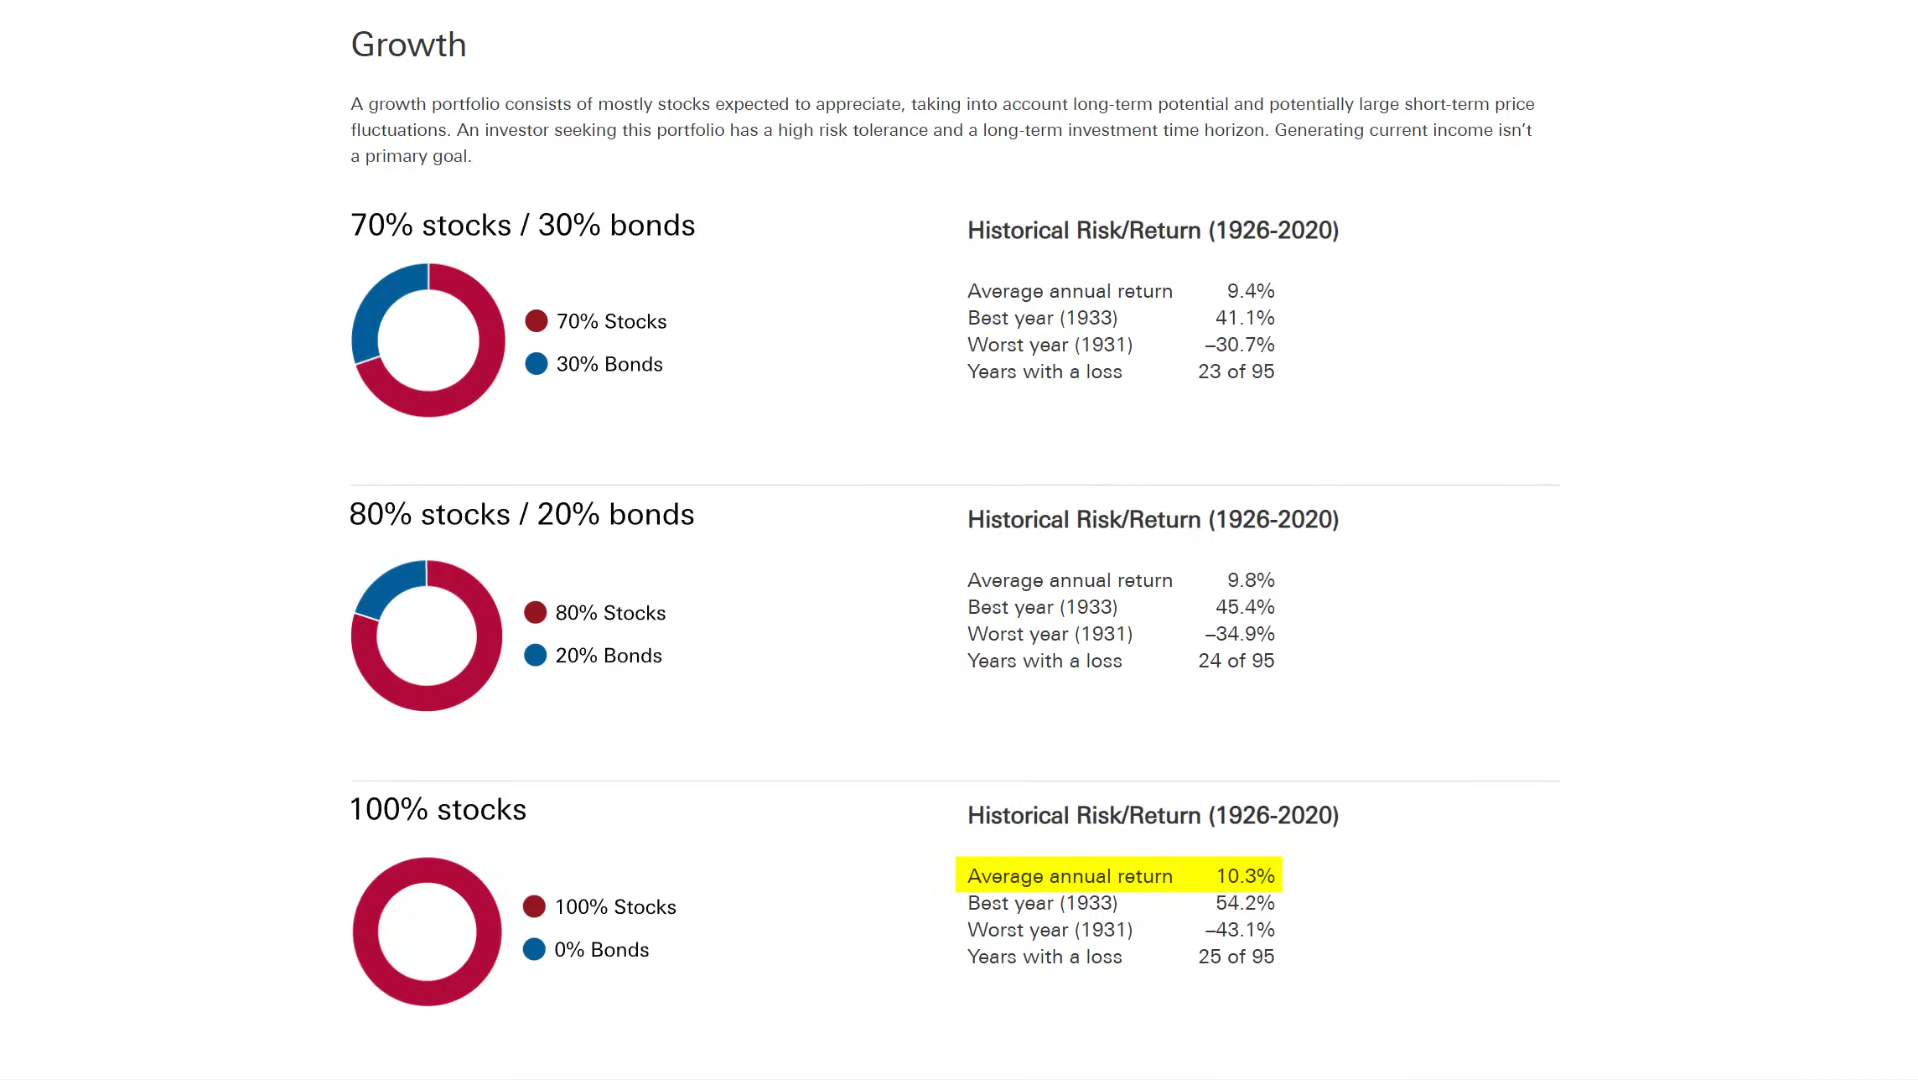 Growth
A growth portfolio consists of mostly stocks expected to appreciate, taking into account long-term potential and potentially large short-term price
fluctuations. An investor seeking this portfolio has a high risk tolerance and a long-term investment time horizon. Generating current income isn’t
a primary goal.
70% stocks / 30% bonds
70% Stocks
30% Bonds
Historical Risk/Return (1926-2020)
Average annual return 9.4%
Best year (1933) 41.1%
Worst year (1931) –30.7%
Years with a loss 23 of 95
80% stocks / 20% bonds
80% Stocks
20% Bonds
Historical Risk/Return (1926-2020)
Average annual return 9.8%
Best year (1933) 45.4%
Worst year (1931) –34.9%
Years with a loss 24 of 95
100% stocks
100% Stocks
0% Bonds
Historical Risk/Return (1926-2020)
Average annual return 10.3%
Best year (1933) 54.2%
Worst year (1931) –43.1%
Years with a loss 25 of 95